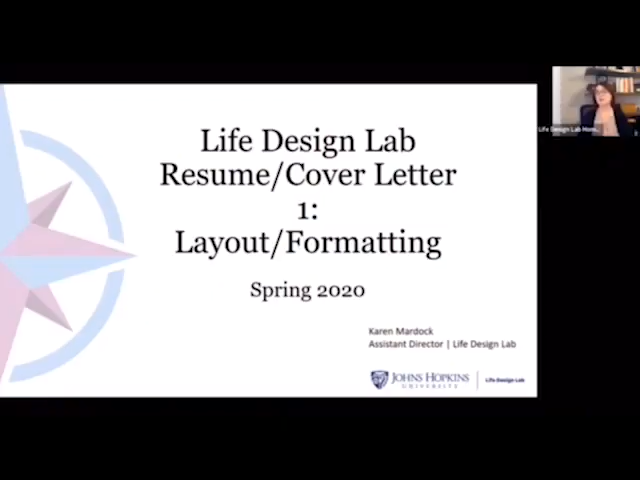 Life Design Lab
Resume/Cover Letter
1:
Layout/Formatting
Spring 2020
Karen Mardock
Assistant Director | Life Design Lab
JOHNS HOPKINS
UNIVERSITY
Life Design Lab
Life Design Lab